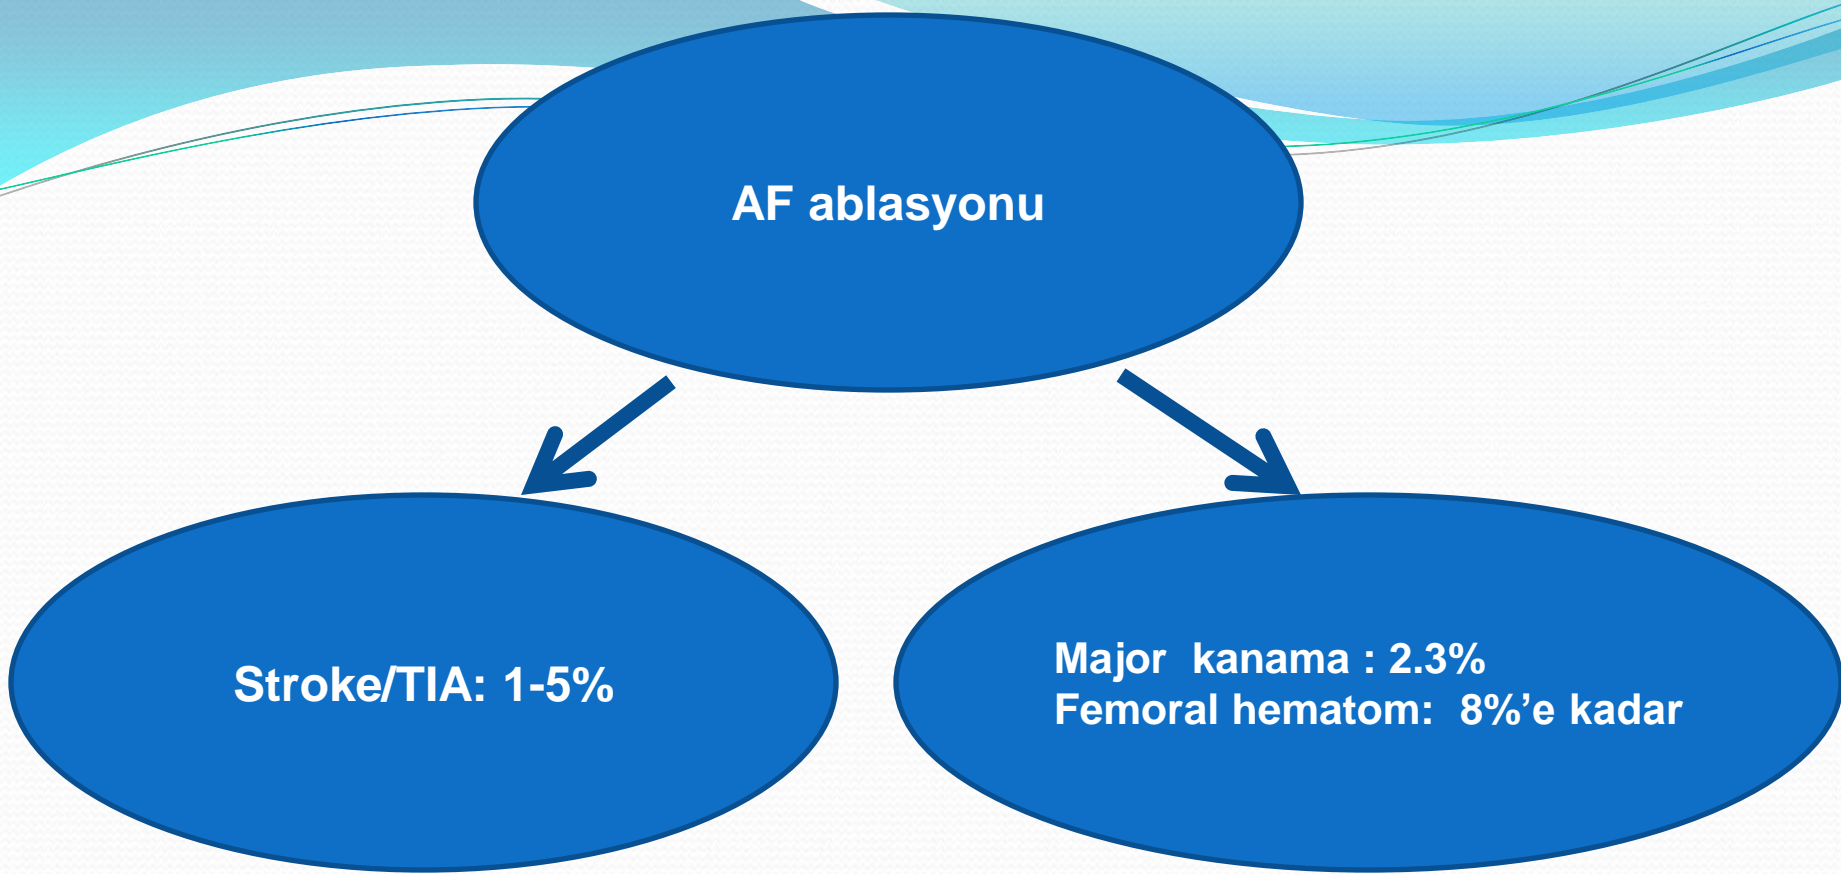 AF ablasyonu
Stroke/TIA: 1-5%
Major kanama : 2.3%
Femoral hematom: 8%’e kadar